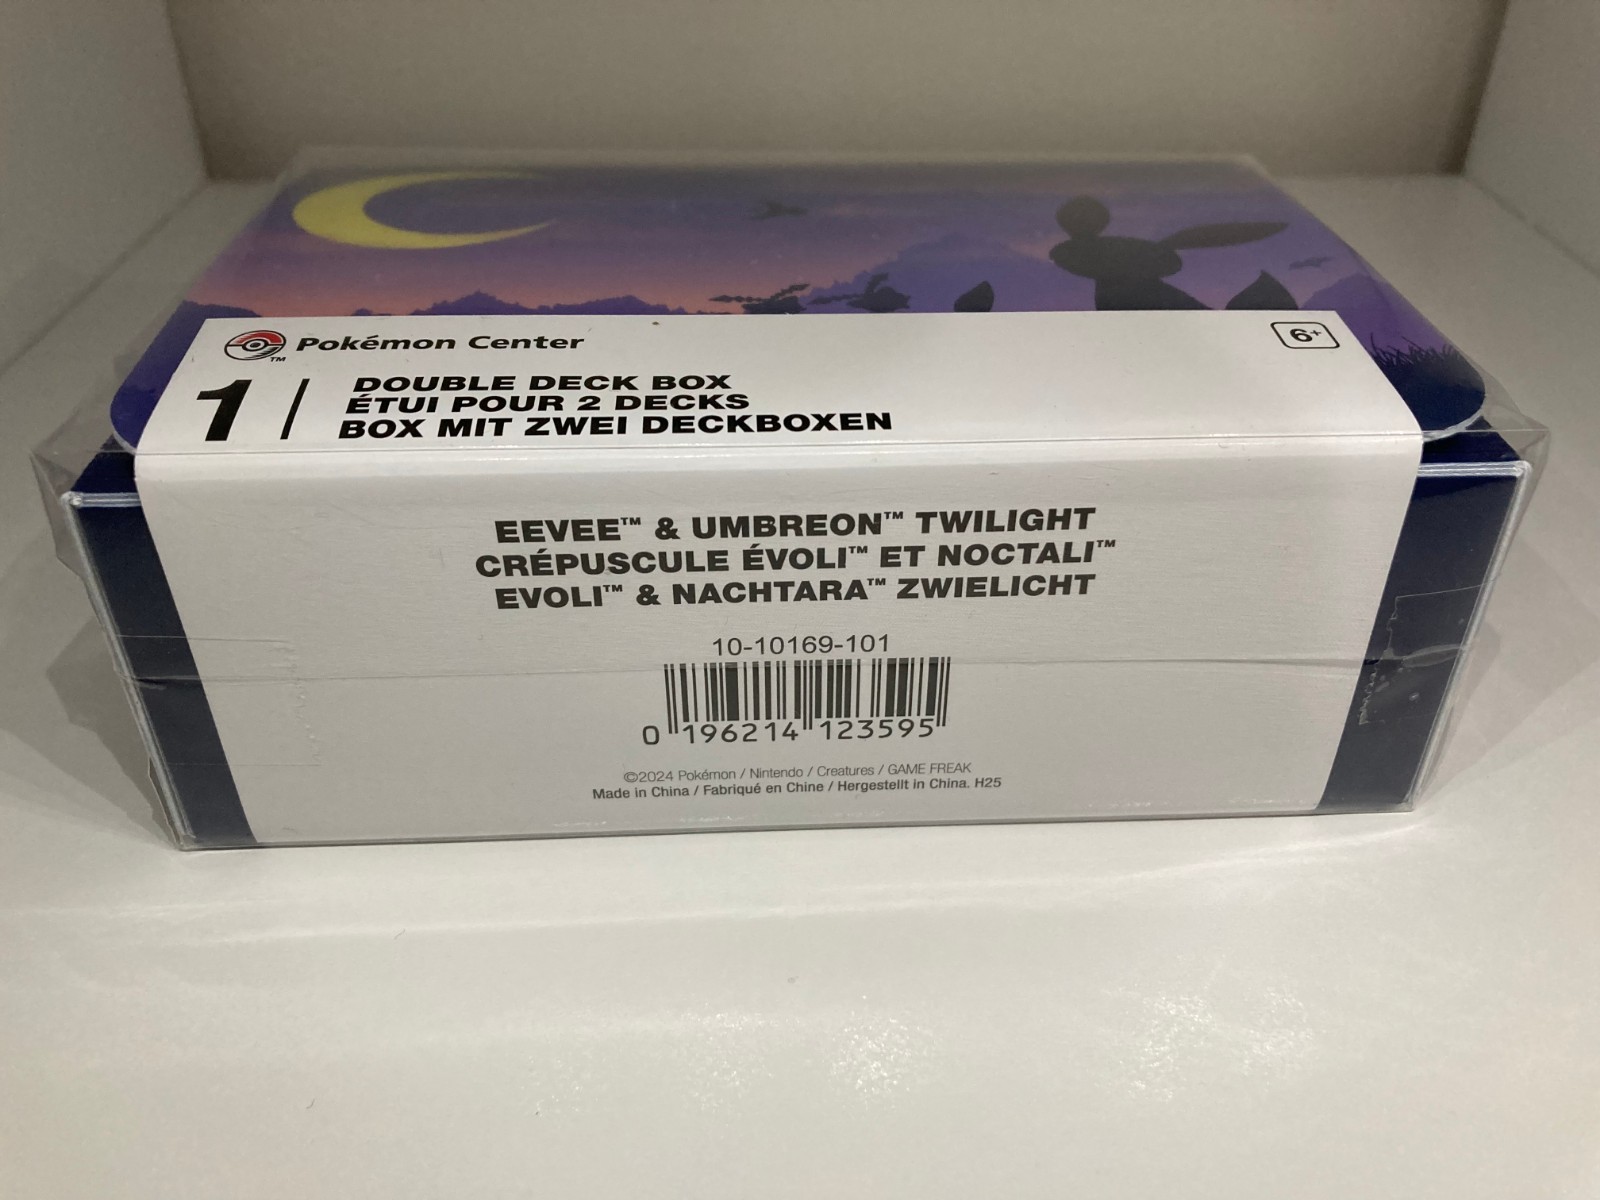 Pokémon Center
TM
6+
1
DOUBLE DECK BOX
ÉTUI POUR 2 DECKS
BOX MIT ZWEI DECKBOXEN
EEVEE™ & UMBREON™ TWILIGHT
CRÉPUSCULE ÉVOLI™ ET NOCTALI™
EVOLI™ & NACHTARA™ ZWIELICHT
10-10169-101
0 196214 123595
©2024 Pokémon / Nintendo / Creatures / GAME FREAK
Made in China / Fabriqué en Chine / Hergestellt in China. H25